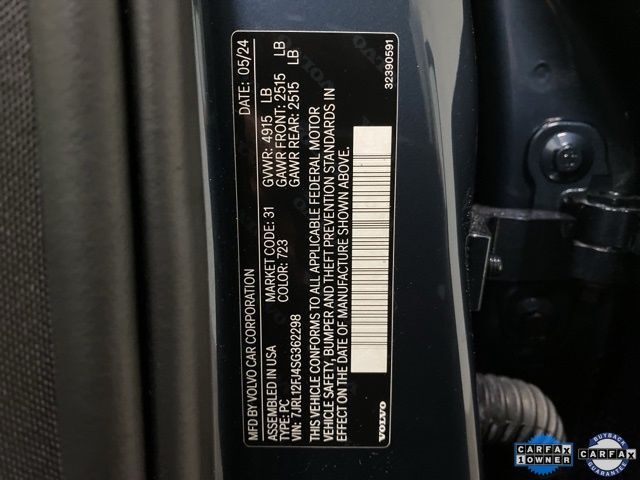 MFD BY VOLVO CAR CORPORATION DATE: 05/24
ASSEMBLED IN USA MARKET CODE: 31 GVWR: 4915 LB
TYPE: PC COLOR: 723 GAWR FRONT: 2515 LB
VIN: 7JRL12FJ4SG362298 GAWR REAR: 2515 LB
THIS VEHICLE CONFORMS TO ALL APPLICABLE FEDERAL MOTOR
VEHICLE SAFETY, BUMPER AND THEFT PREVENTION STANDARDS IN
EFFECT ON THE DATE OF MANUFACTURE SHOWN ABOVE.
VOLVO 32390591
CARFAX
1 OWNER
BUYBACK
CARFAX
GUARANTEE